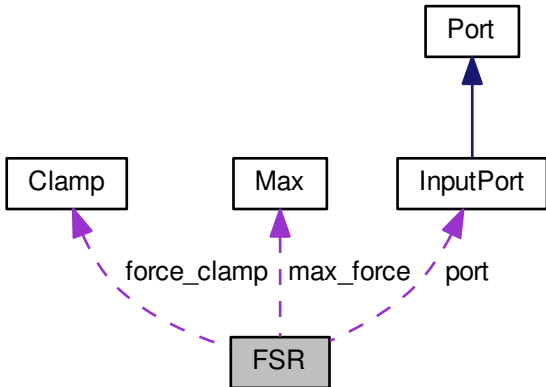 Port
Clamp
Max
InputPort
force_clamp
max_force
port
FSR